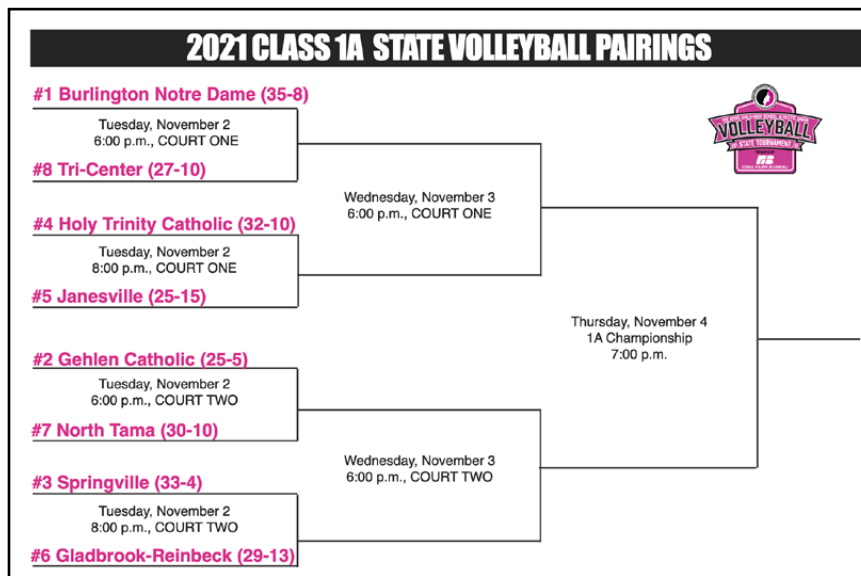 2021 CLASS 1A STATE VOLLEYBALL PAIRINGS
#1 Burlington Notre Dame (35-8)
Tuesday, November 2
6:00 p.m., COURT ONE
#8 Tri-Center (27-10)
Wednesday, November 3
6:00 p.m., COURT ONE
#4 Holy Trinity Catholic (32-10)
Tuesday, November 2
8:00 p.m., COURT ONE
#5 Janesville (25-15)
Thursday, November 4
1A Championship
7:00 p.m.
#2 Gehlen Catholic (25-5)
Tuesday, November 2
6:00 p.m., COURT TWO
#7 North Tama (30-10)
Wednesday, November 3
6:00 p.m., COURT TWO
#3 Springville (33-4)
Tuesday, November 2
8:00 p.m., COURT TWO
#6 Gladbrook-Reinbeck (29-13)
VOLLEYBALL
STATE TOURNAMENT